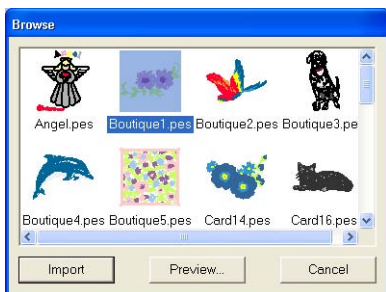 Browse
Angel.pes Boutique1.pes Boutique2.pes Boutique3.pe
Boutique4.pes Boutique5.pes Card14.pes Card16.pes
Import Preview... Cancel